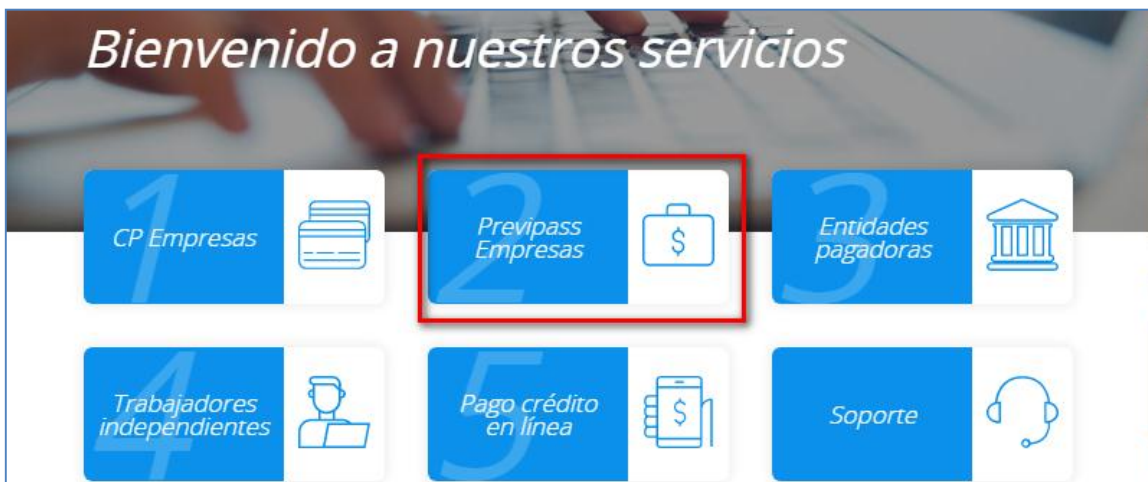 Bienvenido a nuestros servicios
1
CP Empresas
2
Previpass
Empresas
$
3
Entidades
pagadoras
4
Trabajadores
independientes
5
Pago crédito
en línea
$
Soporte